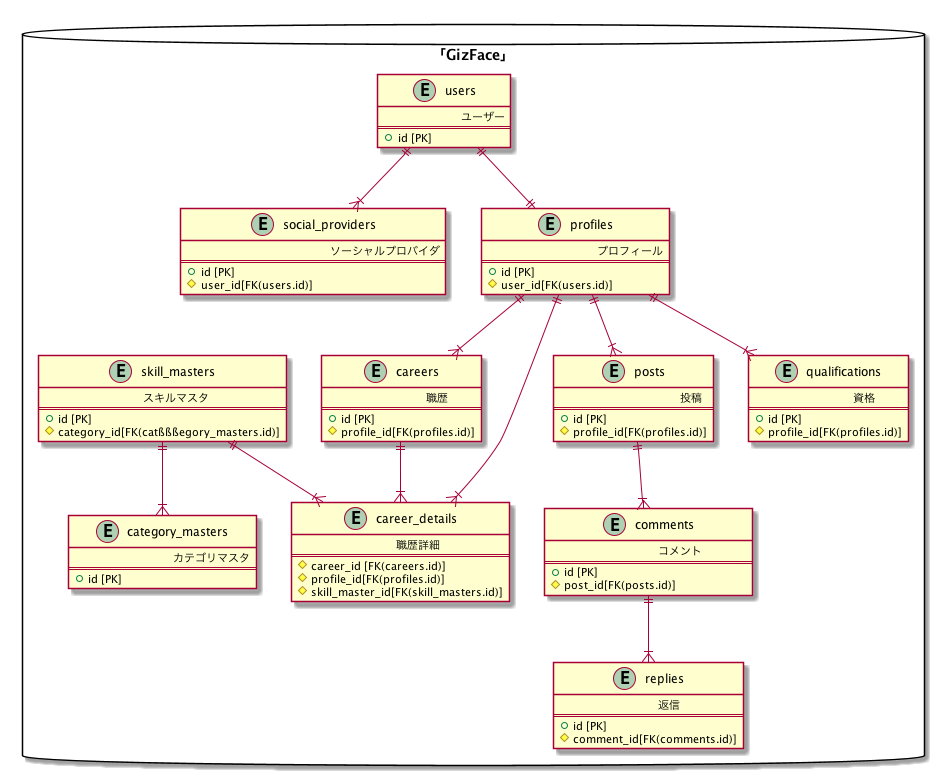 「GizFace」
E users
ユーザー
id [PK]
E social_providers
ソーシャルプロバイダ
id [PK]
user_id[FK(users.id)]
E profiles
プロフィール
id [PK]
user_id[FK(users.id)]
E skill_masters
スキルマスタ
id [PK]
category_id[FK(catßßßegory_masters.id)]
E careers
職歴
id [PK]
profile_id[FK(profiles.id)]
E posts
投稿
id [PK]
profile_id[FK(profiles.id)]
E qualifications
資格
id [PK]
profile_id[FK(profiles.id)]
E category_masters
カテゴリマスタ
id [PK]
E career_details
職歴詳細
career_id [FK(careers.id)]
profile_id[FK(profiles.id)]
skill_master_id[FK(skill_masters.id)]
E comments
コメント
id [PK]
post_id[FK(posts.id)]
E replies
返信
id [PK]
comment_id[FK(comments.id)]